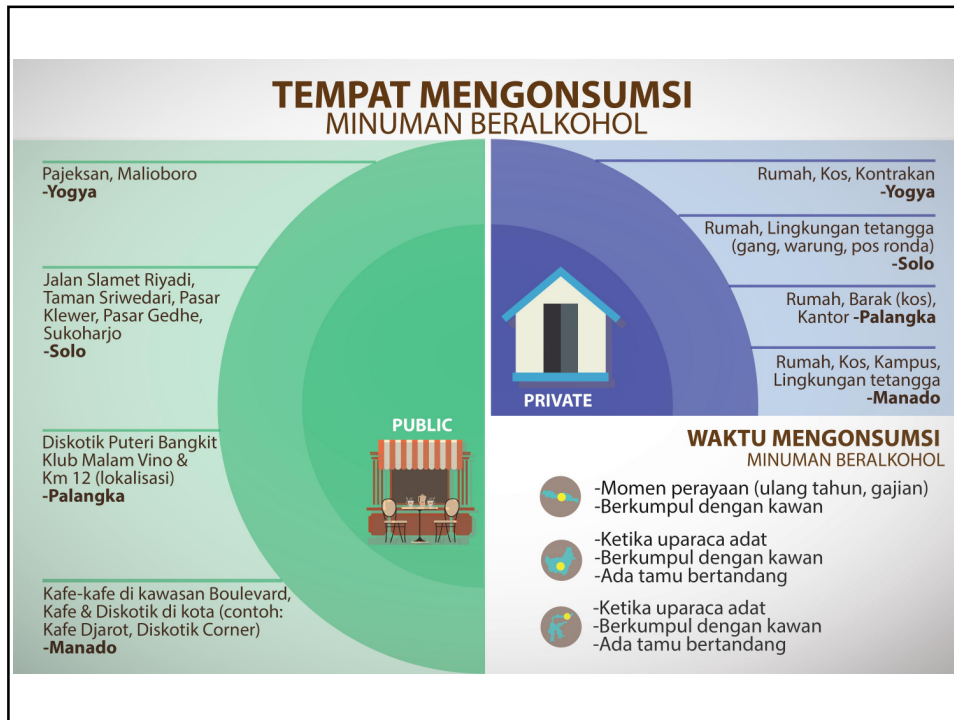 TEMPAT MENGONSUMSI
MINUMAN BERALKOHOL
Pajeksan, Malioboro
-Yogya
Jalan Slamet Riyadi,
Taman Sriwedari, Pasar
Klewer, Pasar Gedhe,
Sukoharjo
-Solo
Diskotik Puteri Bangkit
Klub Malam Vino &
Km 12 (lokalisasi)
-Palangka
Kafe-kafe di kawasan Boulevard,
Kafe & Diskotik di kota (contoh:
Kafe Djarot, Diskotik Corner)
-Manado
PUBLIC
Rumah, Kos, Kontrakan
-Yogya
Rumah, Lingkungan tetangga
(gang, warung, pos ronda)
-Solo
Rumah, Barak (kos),
Kantor -Palangka
Rumah, Kos, Kampus,
Lingkungan tetangga
-Manado
PRIVATE
WAKTU MENGONSUMSI
MINUMAN BERALKOHOL
-Momen perayaan (ulang tahun, gajian)
-Berkumpul dengan kawan
-Ketika uparaca adat
-Berkumpul dengan kawan
-Ada tamu bertandang
-Ketika uparaca adat
-Berkumpul dengan kawan
-Ada tamu bertandang